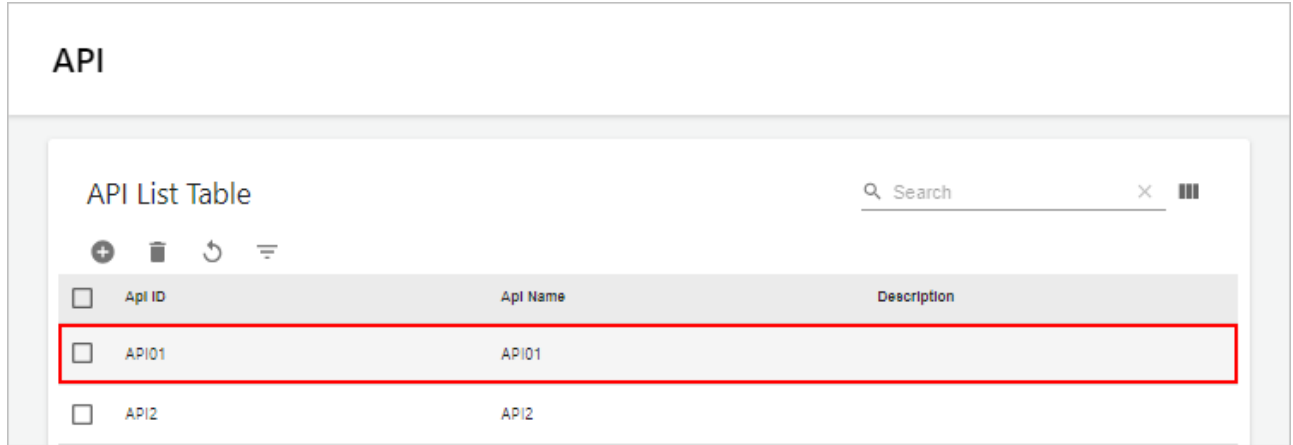 API
API List Table
Search
Api ID Api Name Description
API01 API01
API2 API2